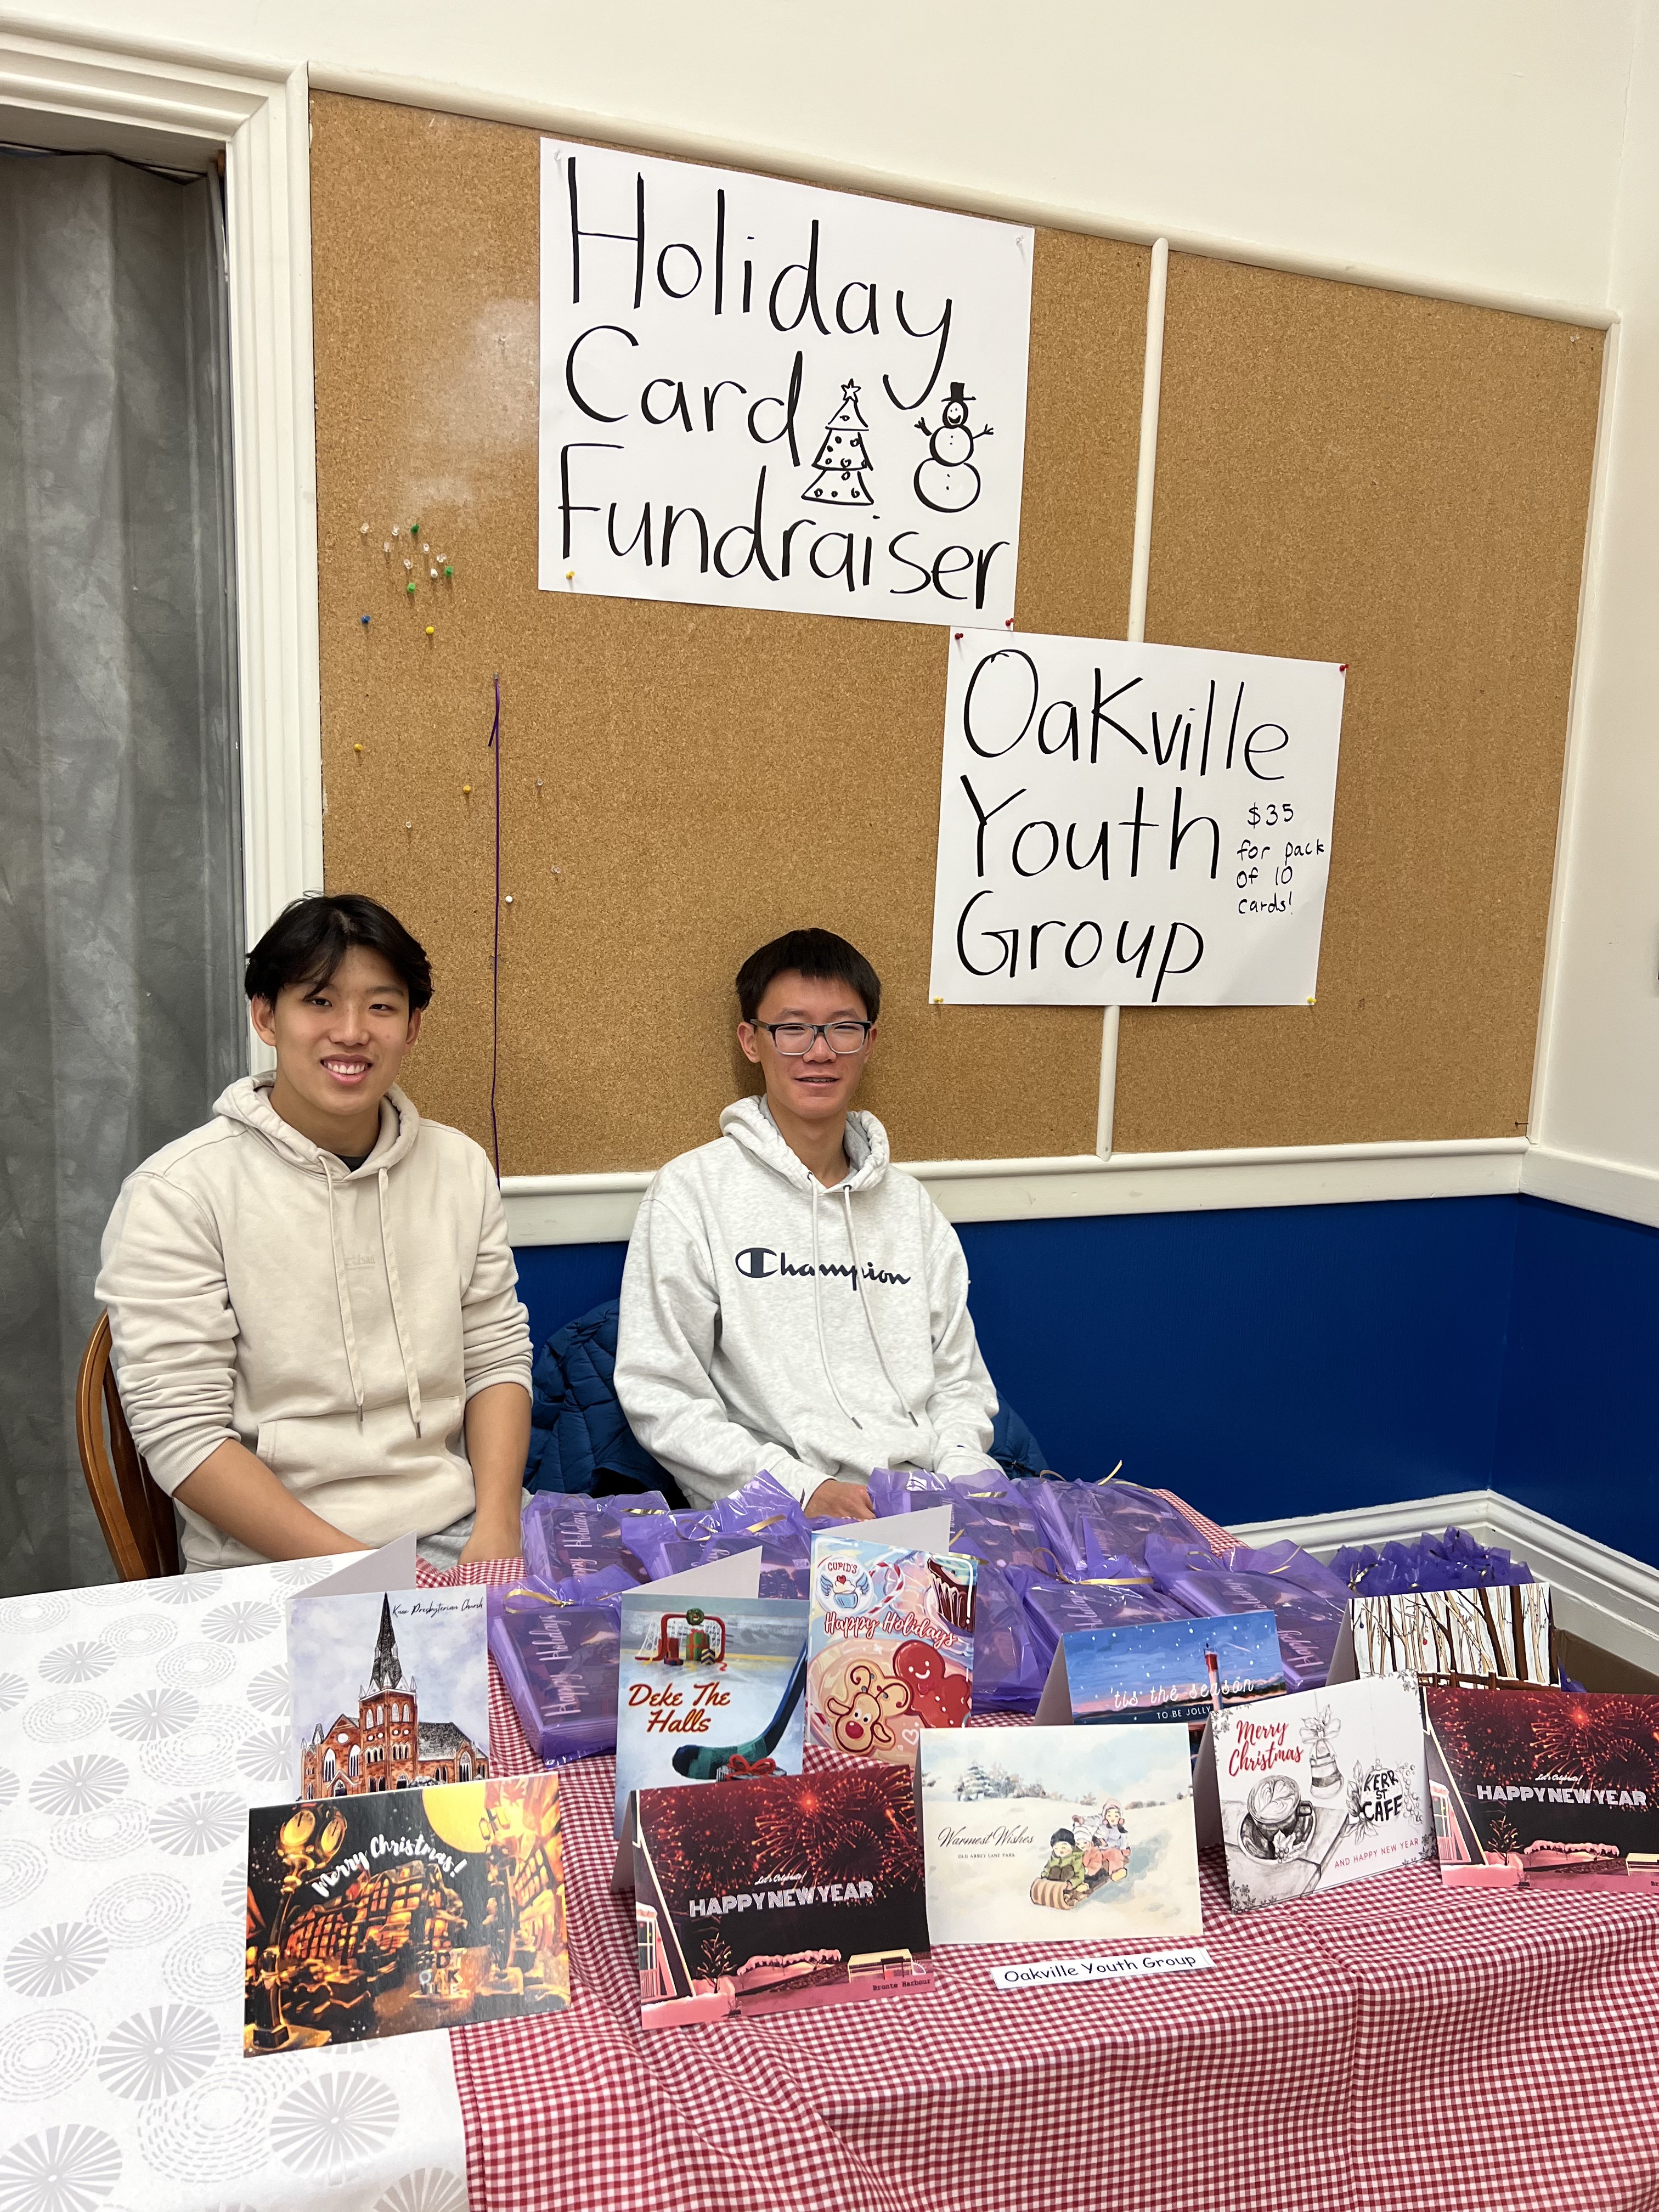 Holiday
Card
Fundraiser
Oakville
Youth
Group
$35
for pack
of 10
cards!
Champion
Knox Presbyterian Church
Deke The
Halls
CUPID'S
Happy Holidays
'tis the season
TO BE JOLLY
Merry Christmas!
Let's Celebrate!
HAPPY NEW YEAR
Bronte Harbour
Warmest Wishes
OLD ABBEY LANE PARK
Merry
Christmas
KERR
ST
CAFE
AND HAPPY NEW YEAR
Let's Celebrate!
HAPPY NEW YEAR
Oakville Youth Group
Happy Holidays
Happy Holidays